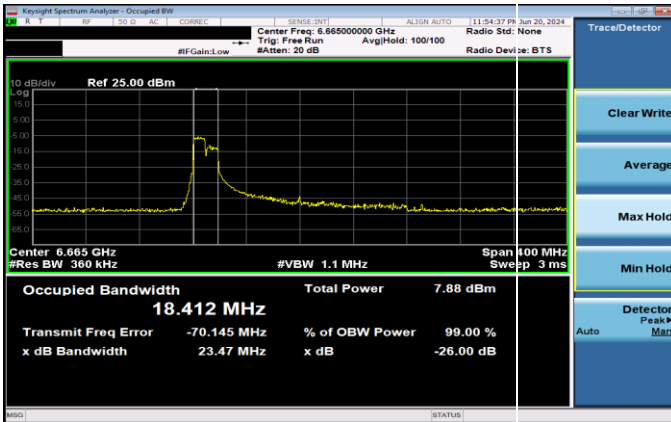 Keysight Spectrum Analyzer - Occupied BW
R T RF 50 Ω AC CORREC SENSE:INT ALIGN AUTO 11:54:37 PM Jun 20, 2024
Center Freq: 6.665000000 GHz Radio Std: None
Trig: Free Run Avg|Hold: 100/100
#IFGain:Low #Atten: 20 dB Radio Device: BTS
Trace/Detector
10 dB/div Ref 25.00 dBm
Log
15.0
5.00
-5.00
-15.0
-25.0
-35.0
-45.0
-55.0
-65.0
Center 6.665 GHz Span 400 MHz
#Res BW 360 kHz #VBW 1.1 MHz Sweep 3 ms
Occupied Bandwidth Total Power 7.88 dBm
18.412 MHz
Transmit Freq Error -70.145 MHz % of OBW Power 99.00 %
x dB Bandwidth 23.47 MHz x dB -26.00 dB
Clear Write
Average
Max Hold
Min Hold
Detector
Peak
Auto Man
MSG STATUS